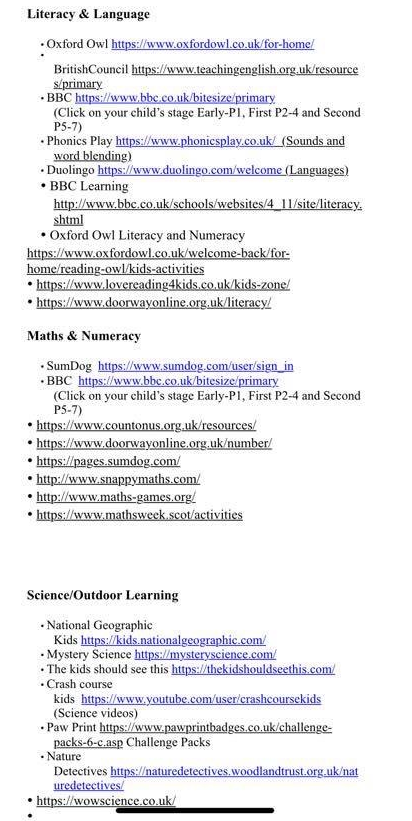 Literacy & Language
• Oxford Owl https://www.oxfordowl.co.uk/for-home/
•
BritishCouncil https://www.teachingenglish.org.uk/resource
s/primary
• BBC https://www.bbc.co.uk/bitesize/primary
(Click on your child's stage Early-P1, First P2-4 and Second
P5-7)
• Phonics Play https://www.phonicsplay.co.uk/ (Sounds and
word blending)
• Duolingo https://www.duolingo.com/welcome (Languages)
• BBC Learning
http://www.bbc.co.uk/schools/websites/4_11/site/literacy.
shtml
• Oxford Owl Literacy and Numeracy
https://www.oxfordowl.co.uk/welcome-back/for-
home/reading-owl/kids-activities
• https://www.lovereading4kids.co.uk/kids-zone/
• https://www.doorwayonline.org.uk/literacy/
Maths & Numeracy
• SumDog https://www.sumdog.com/user/sign_in
• BBC https://www.bbc.co.uk/bitesize/primary
(Click on your child's stage Early-P1, First P2-4 and Second
P5-7)
• https://www.countonus.org.uk/resources/
• https://www.doorwayonline.org.uk/number/
• https://pages.sumdog.com/
• http://www.snappymaths.com/
• http://www.maths-games.org/
• https://www.mathsweek.scot/activities
Science/Outdoor Learning
• National Geographic
Kids https://kids.nationalgeographic.com/
• Mystery Science https://mysteryscience.com/
• The kids should see this https://thekidshouldseethis.com/
• Crash course
kids https://www.youtube.com/user/crashcoursekids
(Science videos)
• Paw Print https://www.pawprintbadges.co.uk/challenge-
packs-6-c.asp Challenge Packs
• Nature
Detectives https://naturedetectives.woodlandtrust.org.uk/nat
uredetectives/
• https://wowscience.co.uk/
•